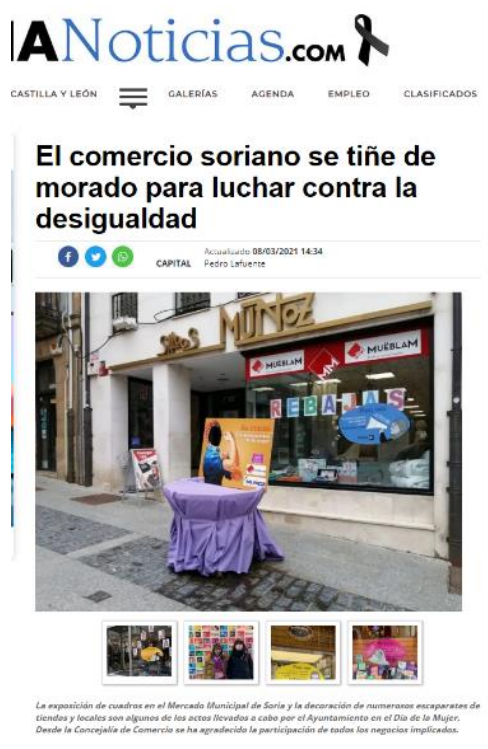 ANoticias.com
CASTILLA Y LEÓN GALERÍAS AGENDA EMPLEO CLASIFICADOS
El comercio soriano se tiñe de
morado para luchar contra la
desigualdad
Actualizado 08/03/2021 14:34
CAPITAL Pedro Lafuente
MUÑOZ
MUEBLAM
MUEBLAM
REBAJAS
La exposición de cuadros en el Mercado Municipal de Soria y la decoración de numerosos escaparates de
tiendas y locales son algunos de los actos llevados a cabo por el Ayuntamiento en el Día de la Mujer.
Desde la Concejalía de Comercio se ha agradecido la participación de todos los negocios implicados.